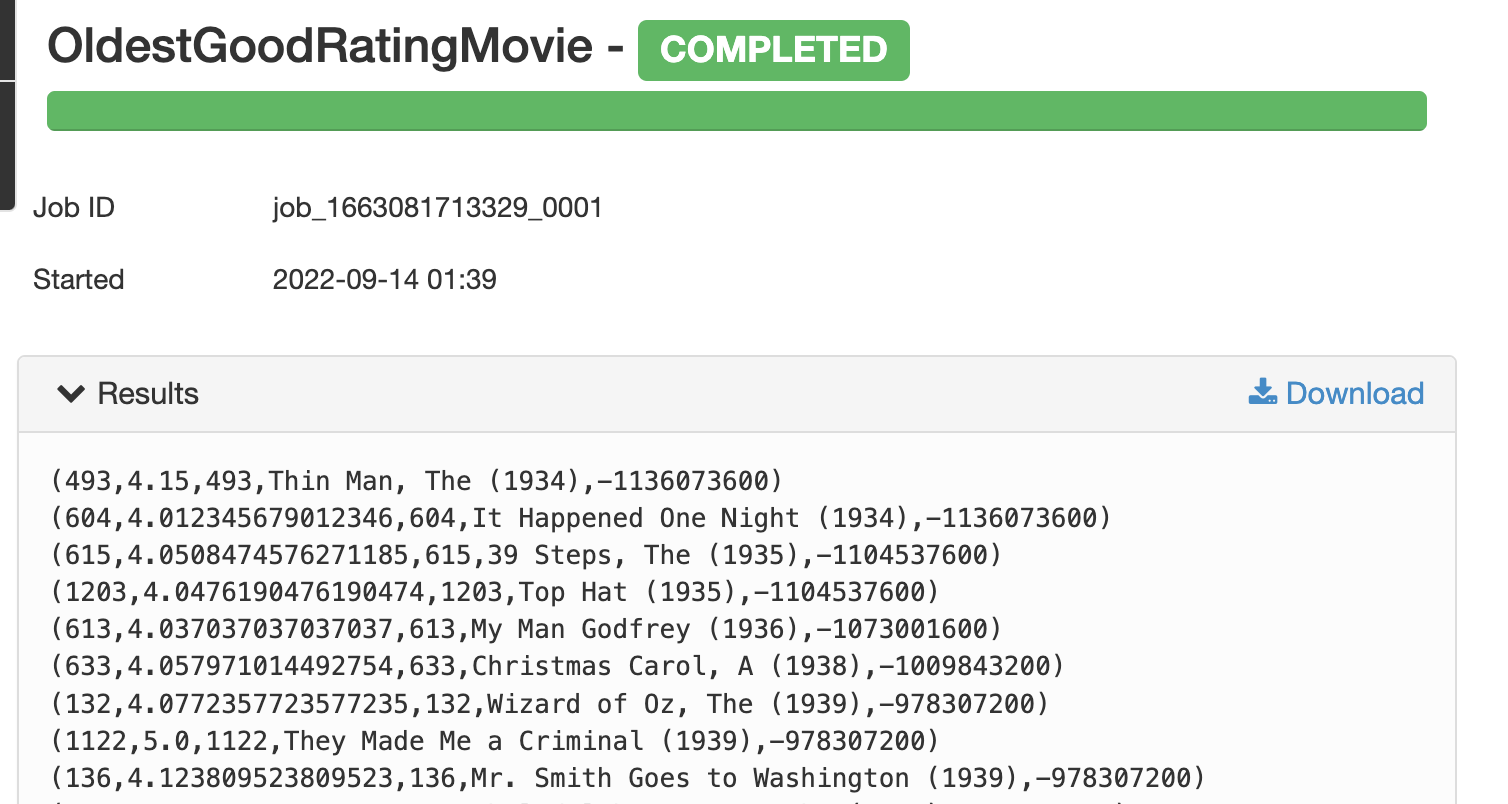 OldestGoodRatingMovie - COMPLETED
Job ID job_1663081713329_0001
Started 2022-09-14 01:39
Results Download
(493,4.15,493,Thin Man, The (1934),-1136073600)
(604,4.012345679012346,604,It Happened One Night (1934),-1136073600)
(615,4.0508474576271185,615,39 Steps, The (1935),-1104537600)
(1203,4.0476190476190474,1203,Top Hat (1935),-1104537600)
(613,4.037037037037037,613,My Man Godfrey (1936),-1073001600)
(633,4.057971014492754,633,Christmas Carol, A (1938),-1009843200)
(132,4.0772357723577235,132,Wizard of Oz, The (1939),-978307200)
(1122,5.0,1122,They Made Me a Criminal (1939),-978307200)
(136,4.123809523809523,136,Mr. Smith Goes to Washington (1939),-978307200)